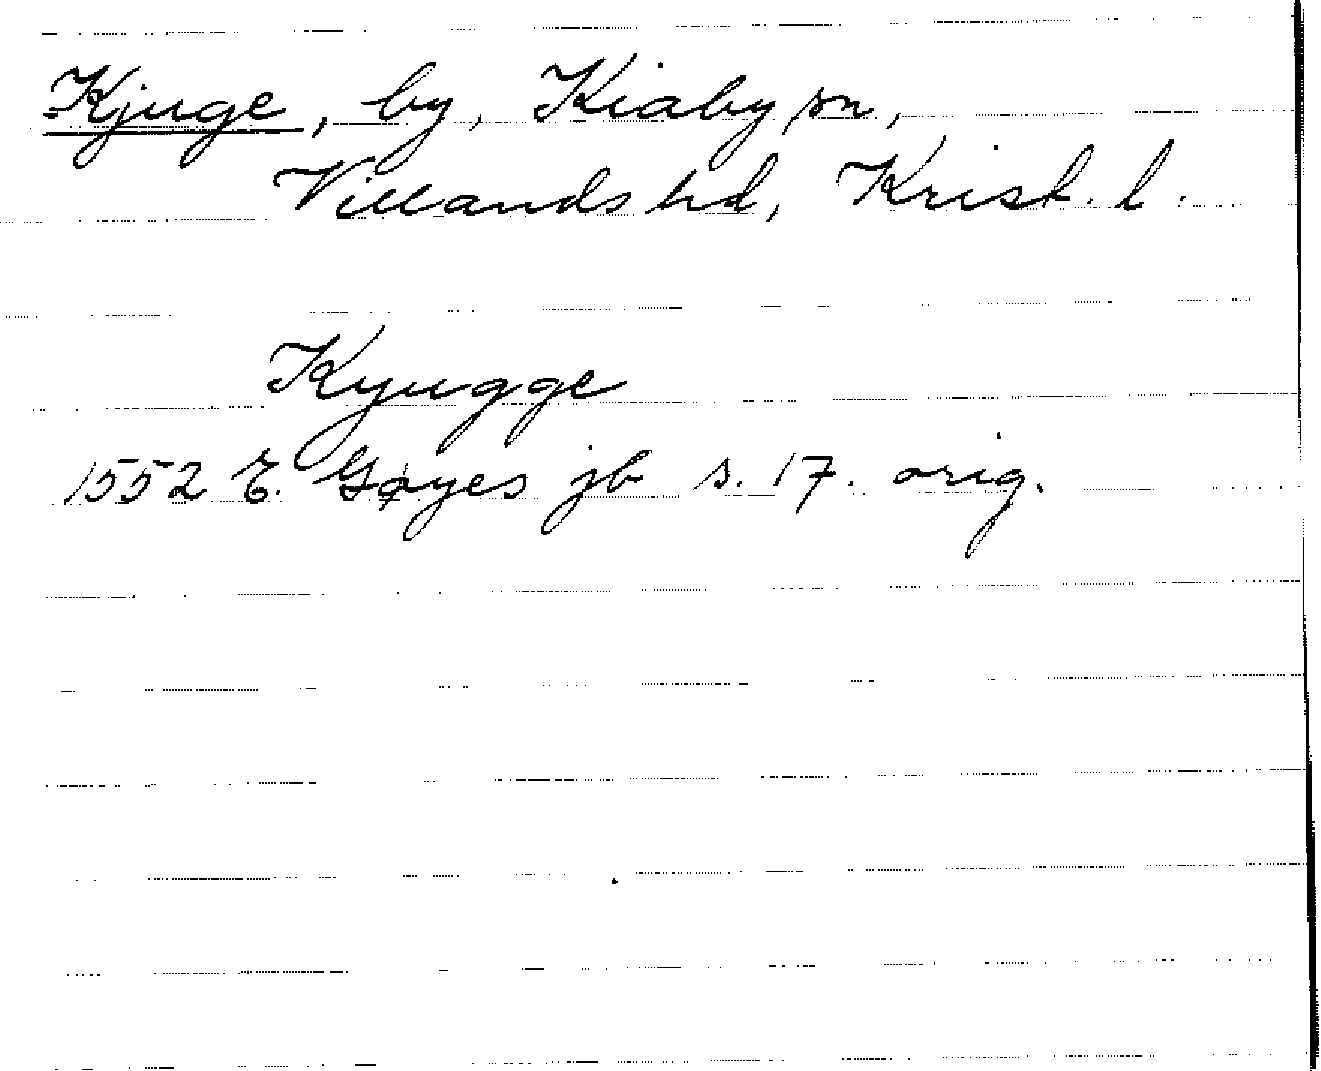 Kjuge, by, Kiaby sn,
Villands hd, Krist. l.
Kyugge
1552 E. Gøyes jb s. 17. orig.